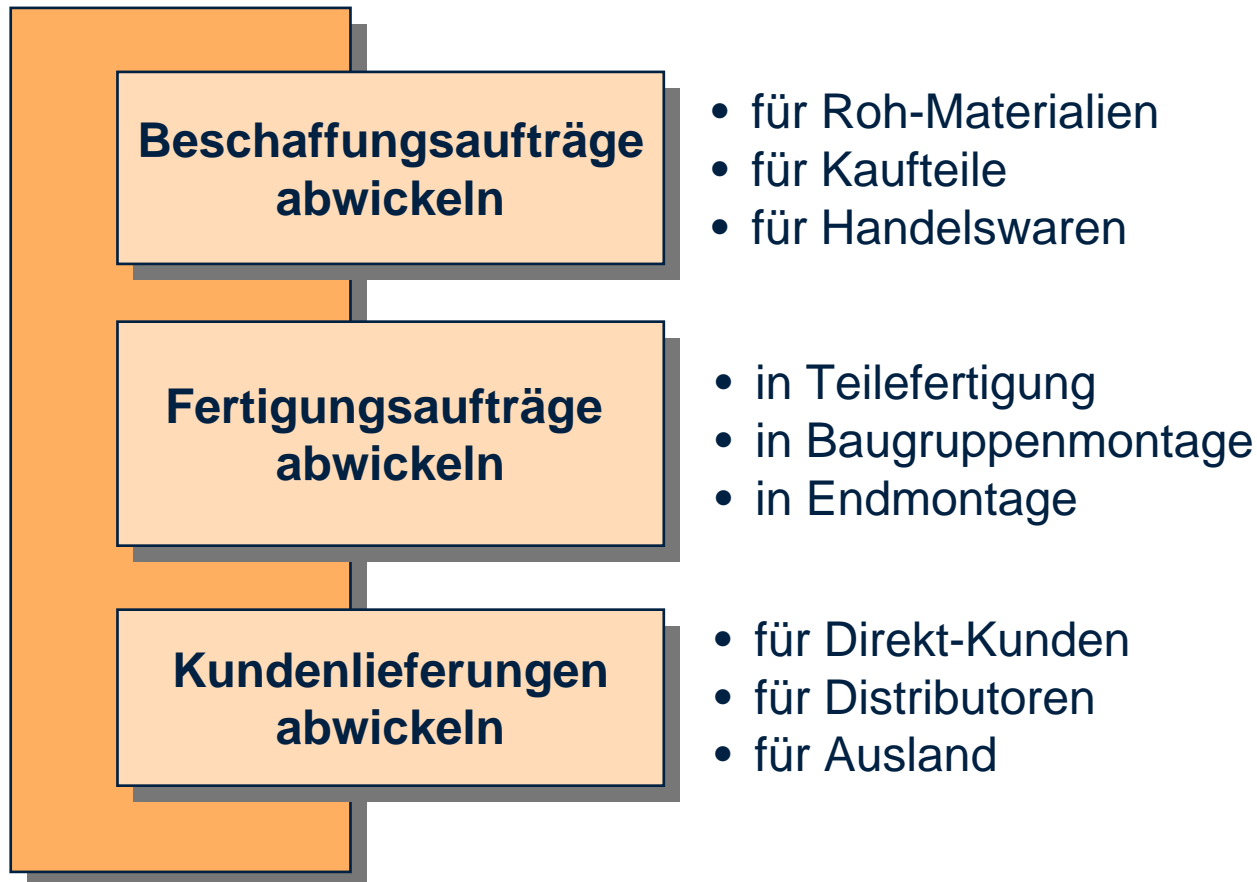 Beschaffungsaufträge
abwickeln
• für Roh-Materialien
• für Kaufteile
• für Handelswaren
Fertigungsaufträge
abwickeln
• in Teilefertigung
• in Baugruppenmontage
• in Endmontage
Kundenlieferungen
abwickeln
• für Direkt-Kunden
• für Distributoren
• für Ausland